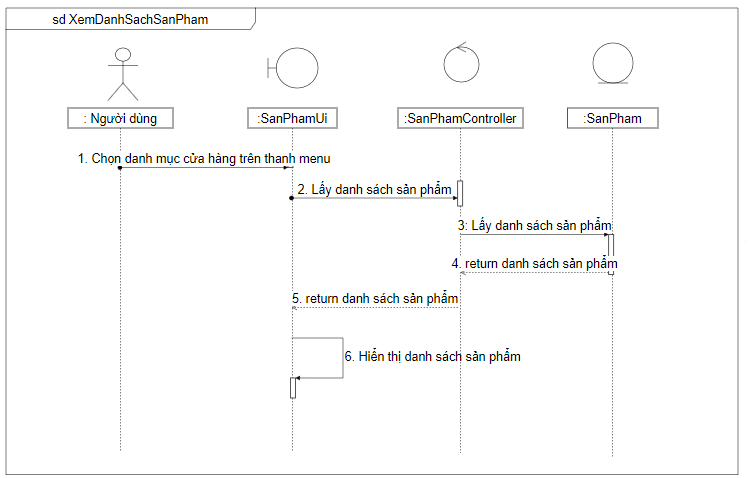 sd XemDanhSachSanPham
: Người dùng
:SanPhamUi
:SanPhamController
:SanPham
1. Chọn danh mục cửa hàng trên thanh menu
2. Lấy danh sách sản phẩm
3: Lấy danh sách sản phẩm
4. return danh sách sản phẩm
5. return danh sách sản phẩm
6. Hiển thị danh sách sản phẩm